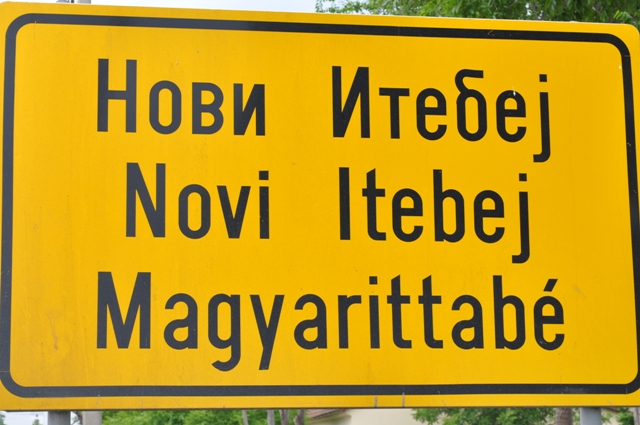 Нови Итебеј
Novi Itebej
Magyarittabé